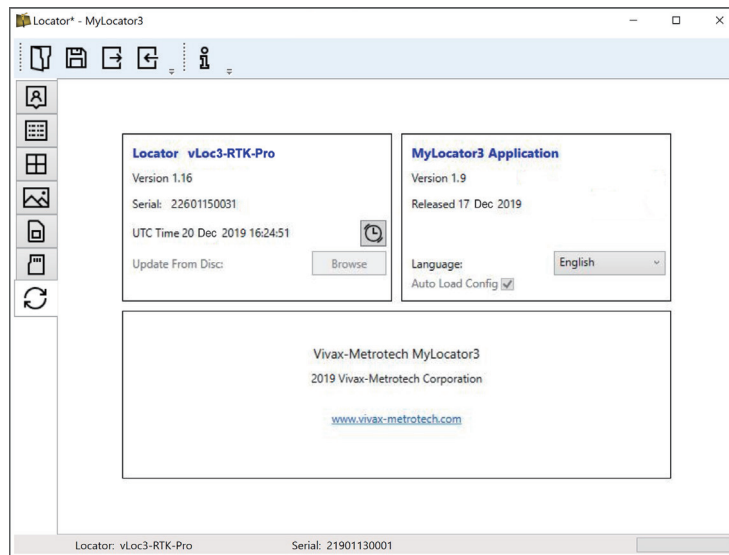 Locator* - MyLocator3
Locator vLoc3-RTK-Pro
Version 1.16
Serial: 22601150031
UTC Time 20 Dec 2019 16:24:51
Update From Disc:
Browse
MyLocator3 Application
Version 1.9
Released 17 Dec 2019
Language:
English
Auto Load Config
Vivax-Metrotech MyLocator3
2019 Vivax-Metrotech Corporation
www.vivax-metrotech.com
Locator: vLoc3-RTK-Pro
Serial: 21901130001